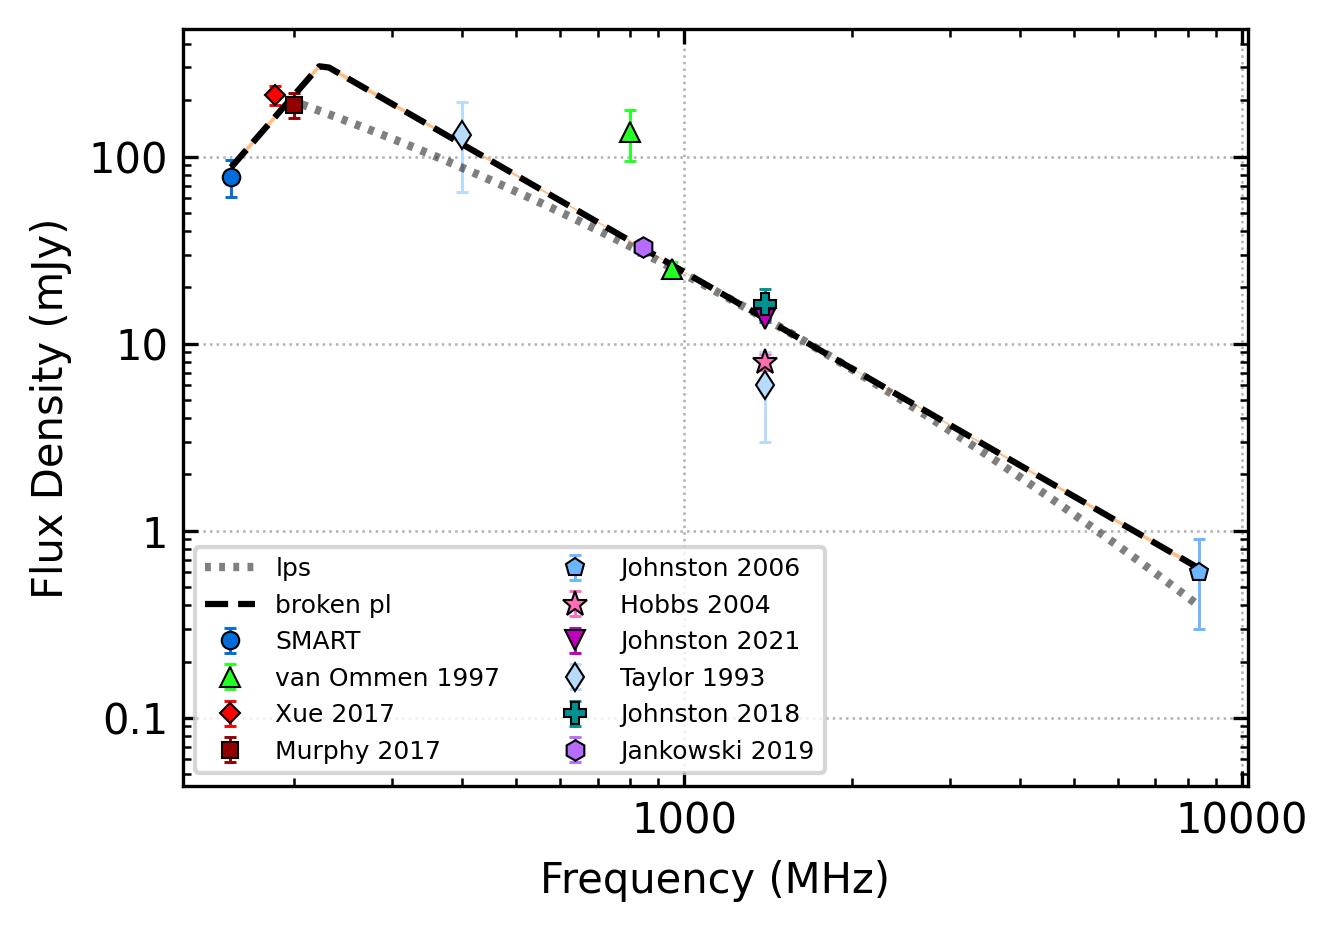 Flux Density (mJy)
100
10
1
0.1
lps
broken pl
SMART
van Ommen 1997
Xue 2017
Murphy 2017
Johnston 2006
Hobbs 2004
Johnston 2021
Taylor 1993
Johnston 2018
Jankowski 2019
1000
10000
Frequency (MHz)